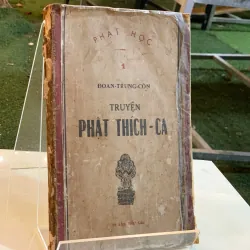 PHẬT HỌC
ĐOÀN-TRUNG-CÒN
TRUYỆN
PHẬT THÍCH-CA